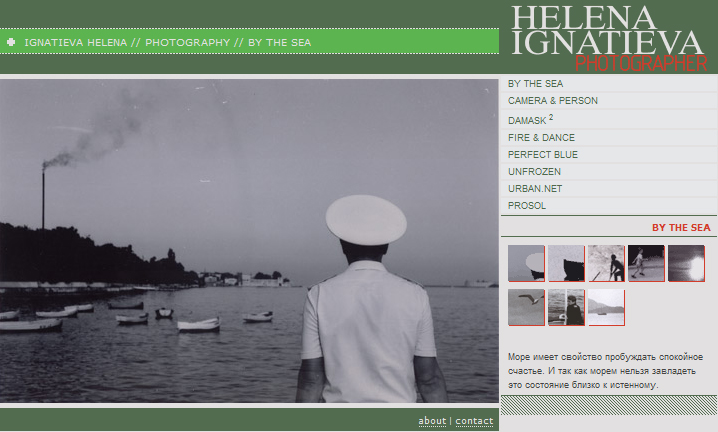 HELENA
IGNATIEVA
PHOTOGRAPHER
IGNATIEVA HELENA // PHOTOGRAPHY // BY THE SEA
BY THE SEA
CAMERA & PERSON
DAMASK 2
FIRE & DANCE
PERFECT BLUE
UNFROZEN
URBAN.NET
PROSOL
BY THE SEA
Море имеет свойство пробуждать спокойное
счастье. И так как морем нельзя завладеть
это состояние близко к истенному.
about | contact